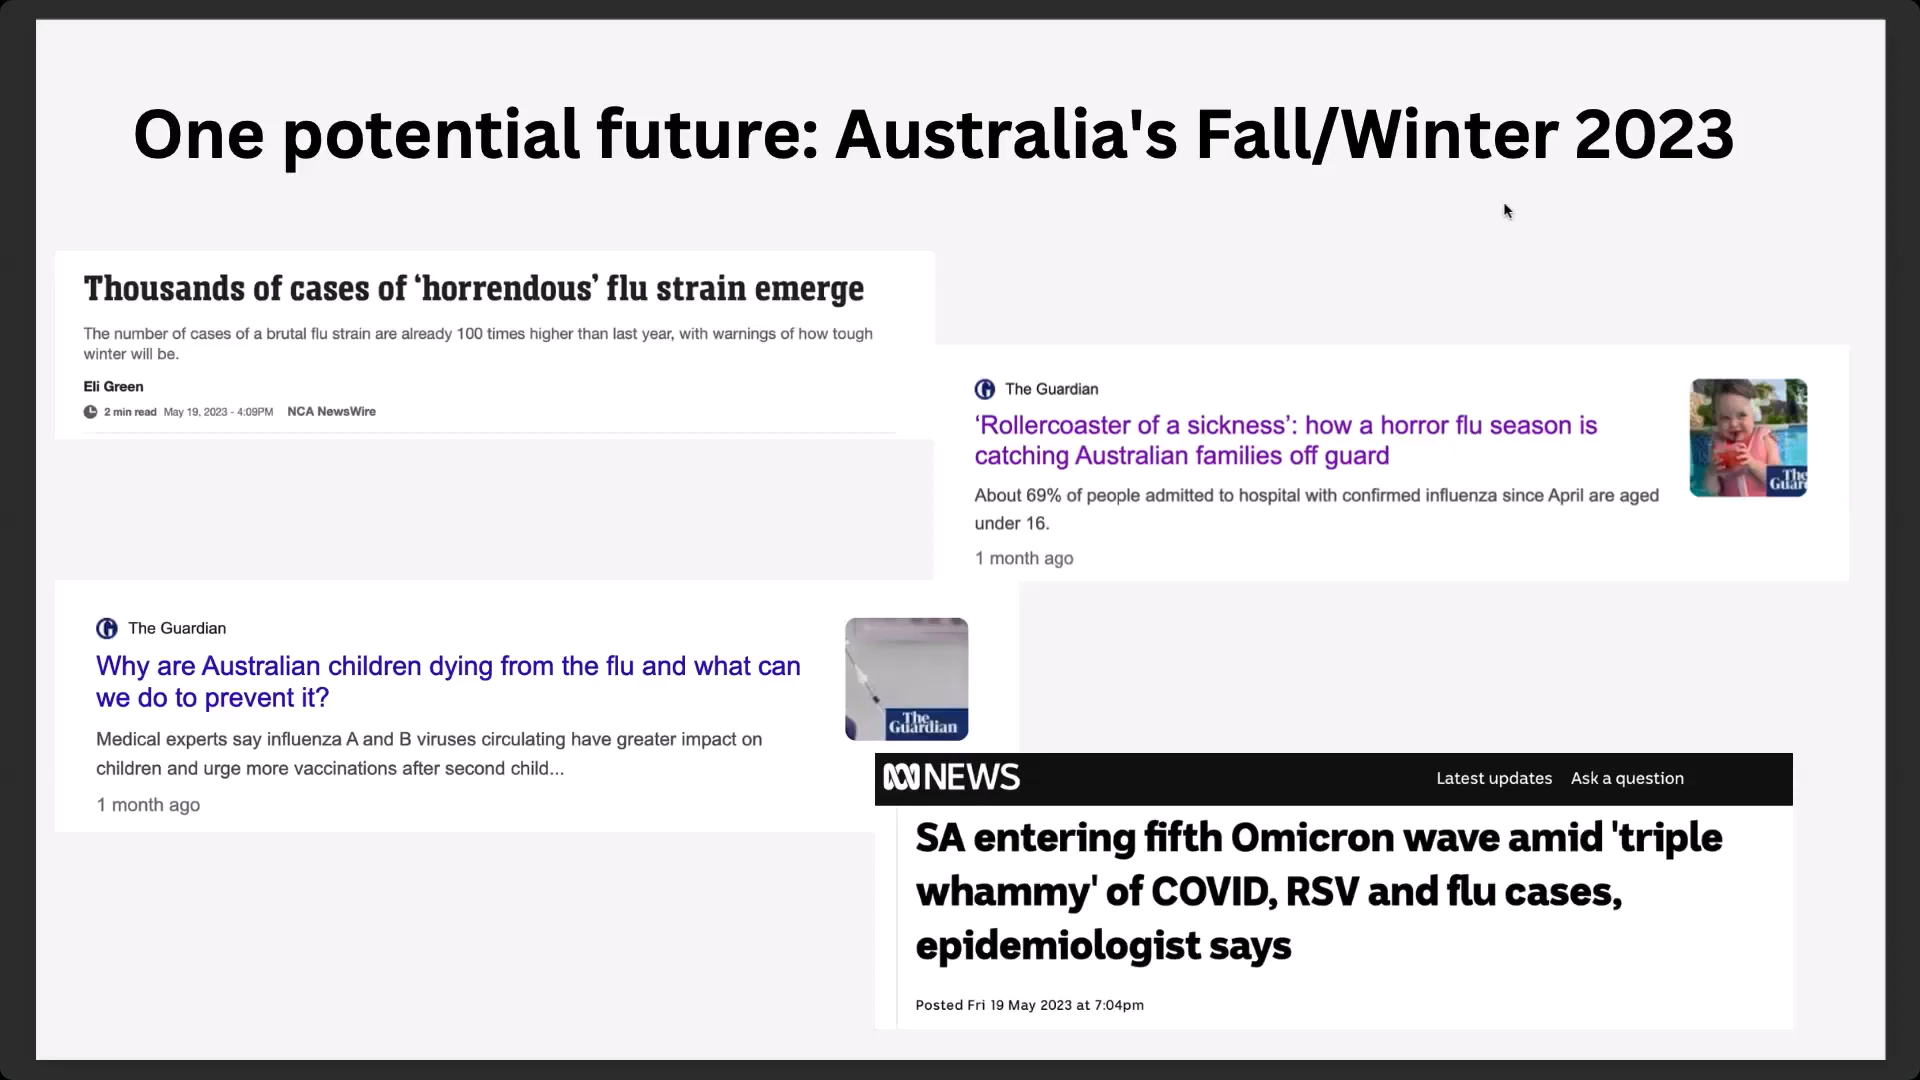 One potential future: Australia's Fall/Winter 2023
Thousands of cases of ‘horrendous’ flu strain emerge
The number of cases of a brutal flu strain are already 100 times higher than last year, with warnings of how tough
winter will be.
Eli Green
2 min read May 19, 2023 - 4:09PM NCA NewsWire
The Guardian
‘Rollercoaster of a sickness’: how a horror flu season is
catching Australian families off guard
About 69% of people admitted to hospital with confirmed influenza since April are aged
under 16.
1 month ago
The
Guar
The Guardian
Why are Australian children dying from the flu and what can
we do to prevent it?
Medical experts say influenza A and B viruses circulating have greater impact on
children and urge more vaccinations after second child...
1 month ago
The
Guardian
NEWS
Latest updates Ask a question
SA entering fifth Omicron wave amid 'triple
whammy' of COVID, RSV and flu cases,
epidemiologist says
Posted Fri 19 May 2023 at 7:04pm